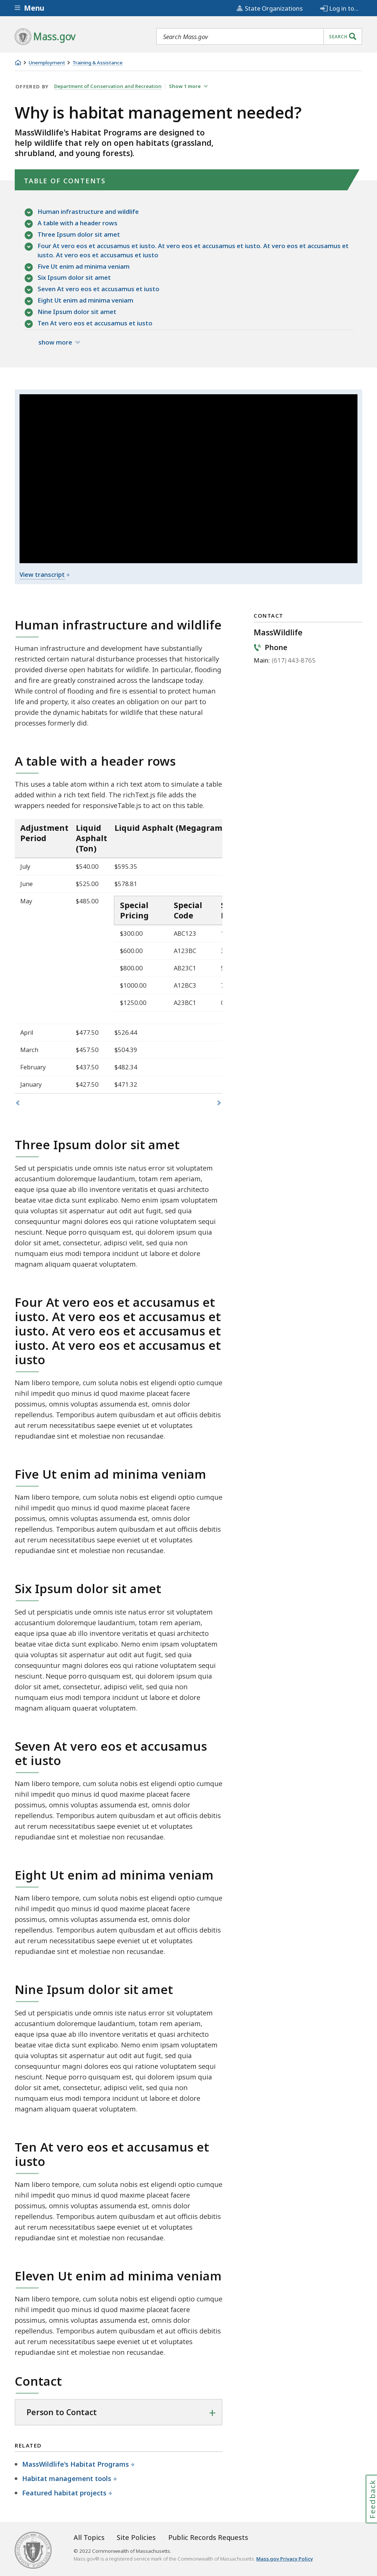 Menu
State Organizations
Log in to...
Mass.gov
Search Mass.gov
SEARCH
Unemployment
Training & Assistance
OFFERED BY Department of Conservation and Recreation Show 1 more
Why is habitat management needed?
MassWildlife's Habitat Programs are designed to
help wildlife that rely on open habitats (grassland,
shrubland, and young forests).
TABLE OF CONTENTS
Human infrastructure and wildlife
A table with a header rows
Three Ipsum dolor sit amet
Four At vero eos et accusamus et iusto. At vero eos et accusamus et iusto. At vero eos et accusamus et
iusto. At vero eos et accusamus et iusto
Five Ut enim ad minima veniam
Six Ipsum dolor sit amet
Seven At vero eos et accusamus et iusto
Eight Ut enim ad minima veniam
Nine Ipsum dolor sit amet
Ten At vero eos et accusamus et iusto
show more
View transcript
Human infrastructure and wildlife
Human infrastructure and development have substantially
restricted certain natural disturbance processes that historically
provided diverse habitats for wildlife. In particular, flooding
and fire are greatly constrained across the landscape today.
While control of flooding and fire is essential to protect human
life and property, it also creates an obligation on our part to
provide the dynamic habitats for wildlife that these natural
processes formerly did.
CONTACT
MassWildlife
Phone
Main: (617) 443-8765
A table with a header rows
This uses a table atom within a rich text atom to simulate a table
added within a rich text field. The richText.js file adds the
wrappers needed for responsiveTable.js to act on this table.
Adjustment Liquid Liquid Asphalt (Megagram
Period Asphalt
(Ton)
July $540.00 $595.35
June $525.00 $578.81
May $485.00
Special Special
Pricing Code
$300.00 ABC123
$600.00 A123BC
$800.00 AB23C1
$1000.00 A12BC3
$1250.00 A23BC1
April $477.50 $526.44
March $457.50 $504.39
February $437.50 $482.34
January $427.50 $471.32
Three Ipsum dolor sit amet
Sed ut perspiciatis unde omnis iste natus error sit voluptatem
accusantium doloremque laudantium, totam rem aperiam,
eaque ipsa quae ab illo inventore veritatis et quasi architecto
beatae vitae dicta sunt explicabo. Nemo enim ipsam voluptatem
quia voluptas sit aspernatur aut odit aut fugit, sed quia
consequuntur magni dolores eos qui ratione voluptatem sequi
nesciunt. Neque porro quisquam est, qui dolorem ipsum quia
dolor sit amet, consectetur, adipisci velit, sed quia non
numquam eius modi tempora incidunt ut labore et dolore
magnam aliquam quaerat voluptatem.
Four At vero eos et accusamus et
iusto. At vero eos et accusamus et
iusto. At vero eos et accusamus et
iusto. At vero eos et accusamus et
iusto
Nam libero tempore, cum soluta nobis est eligendi optio cumque
nihil impedit quo minus id quod maxime placeat facere
possimus, omnis voluptas assumenda est, omnis dolor
repellendus. Temporibus autem quibusdam et aut officiis debitis
aut rerum necessitatibus saepe eveniet ut et voluptates
repudiandae sint et molestiae non recusandae.
Five Ut enim ad minima veniam
Nam libero tempore, cum soluta nobis est eligendi optio cumque
nihil impedit quo minus id quod maxime placeat facere
possimus, omnis voluptas assumenda est, omnis dolor
repellendus. Temporibus autem quibusdam et aut officiis debitis
aut rerum necessitatibus saepe eveniet ut et voluptates
repudiandae sint et molestiae non recusandae.
Six Ipsum dolor sit amet
Sed ut perspiciatis unde omnis iste natus error sit voluptatem
accusantium doloremque laudantium, totam rem aperiam,
eaque ipsa quae ab illo inventore veritatis et quasi architecto
beatae vitae dicta sunt explicabo. Nemo enim ipsam voluptatem
quia voluptas sit aspernatur aut odit aut fugit, sed quia
consequuntur magni dolores eos qui ratione voluptatem sequi
nesciunt. Neque porro quisquam est, qui dolorem ipsum quia
dolor sit amet, consectetur, adipisci velit, sed quia non
numquam eius modi tempora incidunt ut labore et dolore
magnam aliquam quaerat voluptatem.
Seven At vero eos et accusamus
et iusto
Nam libero tempore, cum soluta nobis est eligendi optio cumque
nihil impedit quo minus id quod maxime placeat facere
possimus, omnis voluptas assumenda est, omnis dolor
repellendus. Temporibus autem quibusdam et aut officiis debitis
aut rerum necessitatibus saepe eveniet ut et voluptates
repudiandae sint et molestiae non recusandae.
Eight Ut enim ad minima veniam
Nam libero tempore, cum soluta nobis est eligendi optio cumque
nihil impedit quo minus id quod maxime placeat facere
possimus, omnis voluptas assumenda est, omnis dolor
repellendus. Temporibus autem quibusdam et aut officiis debitis
aut rerum necessitatibus saepe eveniet ut et voluptates
repudiandae sint et molestiae non recusandae.
Nine Ipsum dolor sit amet
Sed ut perspiciatis unde omnis iste natus error sit voluptatem
accusantium doloremque laudantium, totam rem aperiam,
eaque ipsa quae ab illo inventore veritatis et quasi architecto
beatae vitae dicta sunt explicabo. Nemo enim ipsam voluptatem
quia voluptas sit aspernatur aut odit aut fugit, sed quia
consequuntur magni dolores eos qui ratione voluptatem sequi
nesciunt. Neque porro quisquam est, qui dolorem ipsum quia
dolor sit amet, consectetur, adipisci velit, sed quia non
numquam eius modi tempora incidunt ut labore et dolore
magnam aliquam quaerat voluptatem.
Ten At vero eos et accusamus et
iusto
Nam libero tempore, cum soluta nobis est eligendi optio cumque
nihil impedit quo minus id quod maxime placeat facere
possimus, omnis voluptas assumenda est, omnis dolor
repellendus. Temporibus autem quibusdam et aut officiis debitis
aut rerum necessitatibus saepe eveniet ut et voluptates
repudiandae sint et molestiae non recusandae.
Eleven Ut enim ad minima veniam
Nam libero tempore, cum soluta nobis est eligendi optio cumque
nihil impedit quo minus id quod maxime placeat facere
possimus, omnis voluptas assumenda est, omnis dolor
repellendus. Temporibus autem quibusdam et aut officiis debitis
aut rerum necessitatibus saepe eveniet ut et voluptates
repudiandae sint et molestiae non recusandae.
Contact
Person to Contact
RELATED
MassWildlife's Habitat Programs
Habitat management tools
Featured habitat projects
Feedback
All Topics Site Policies Public Records Requests
© 2022 Commonwealth of Massachusetts.
Mass.gov® is a registered service mark of the Commonwealth of Massachusetts. Mass.gov Privacy Policy